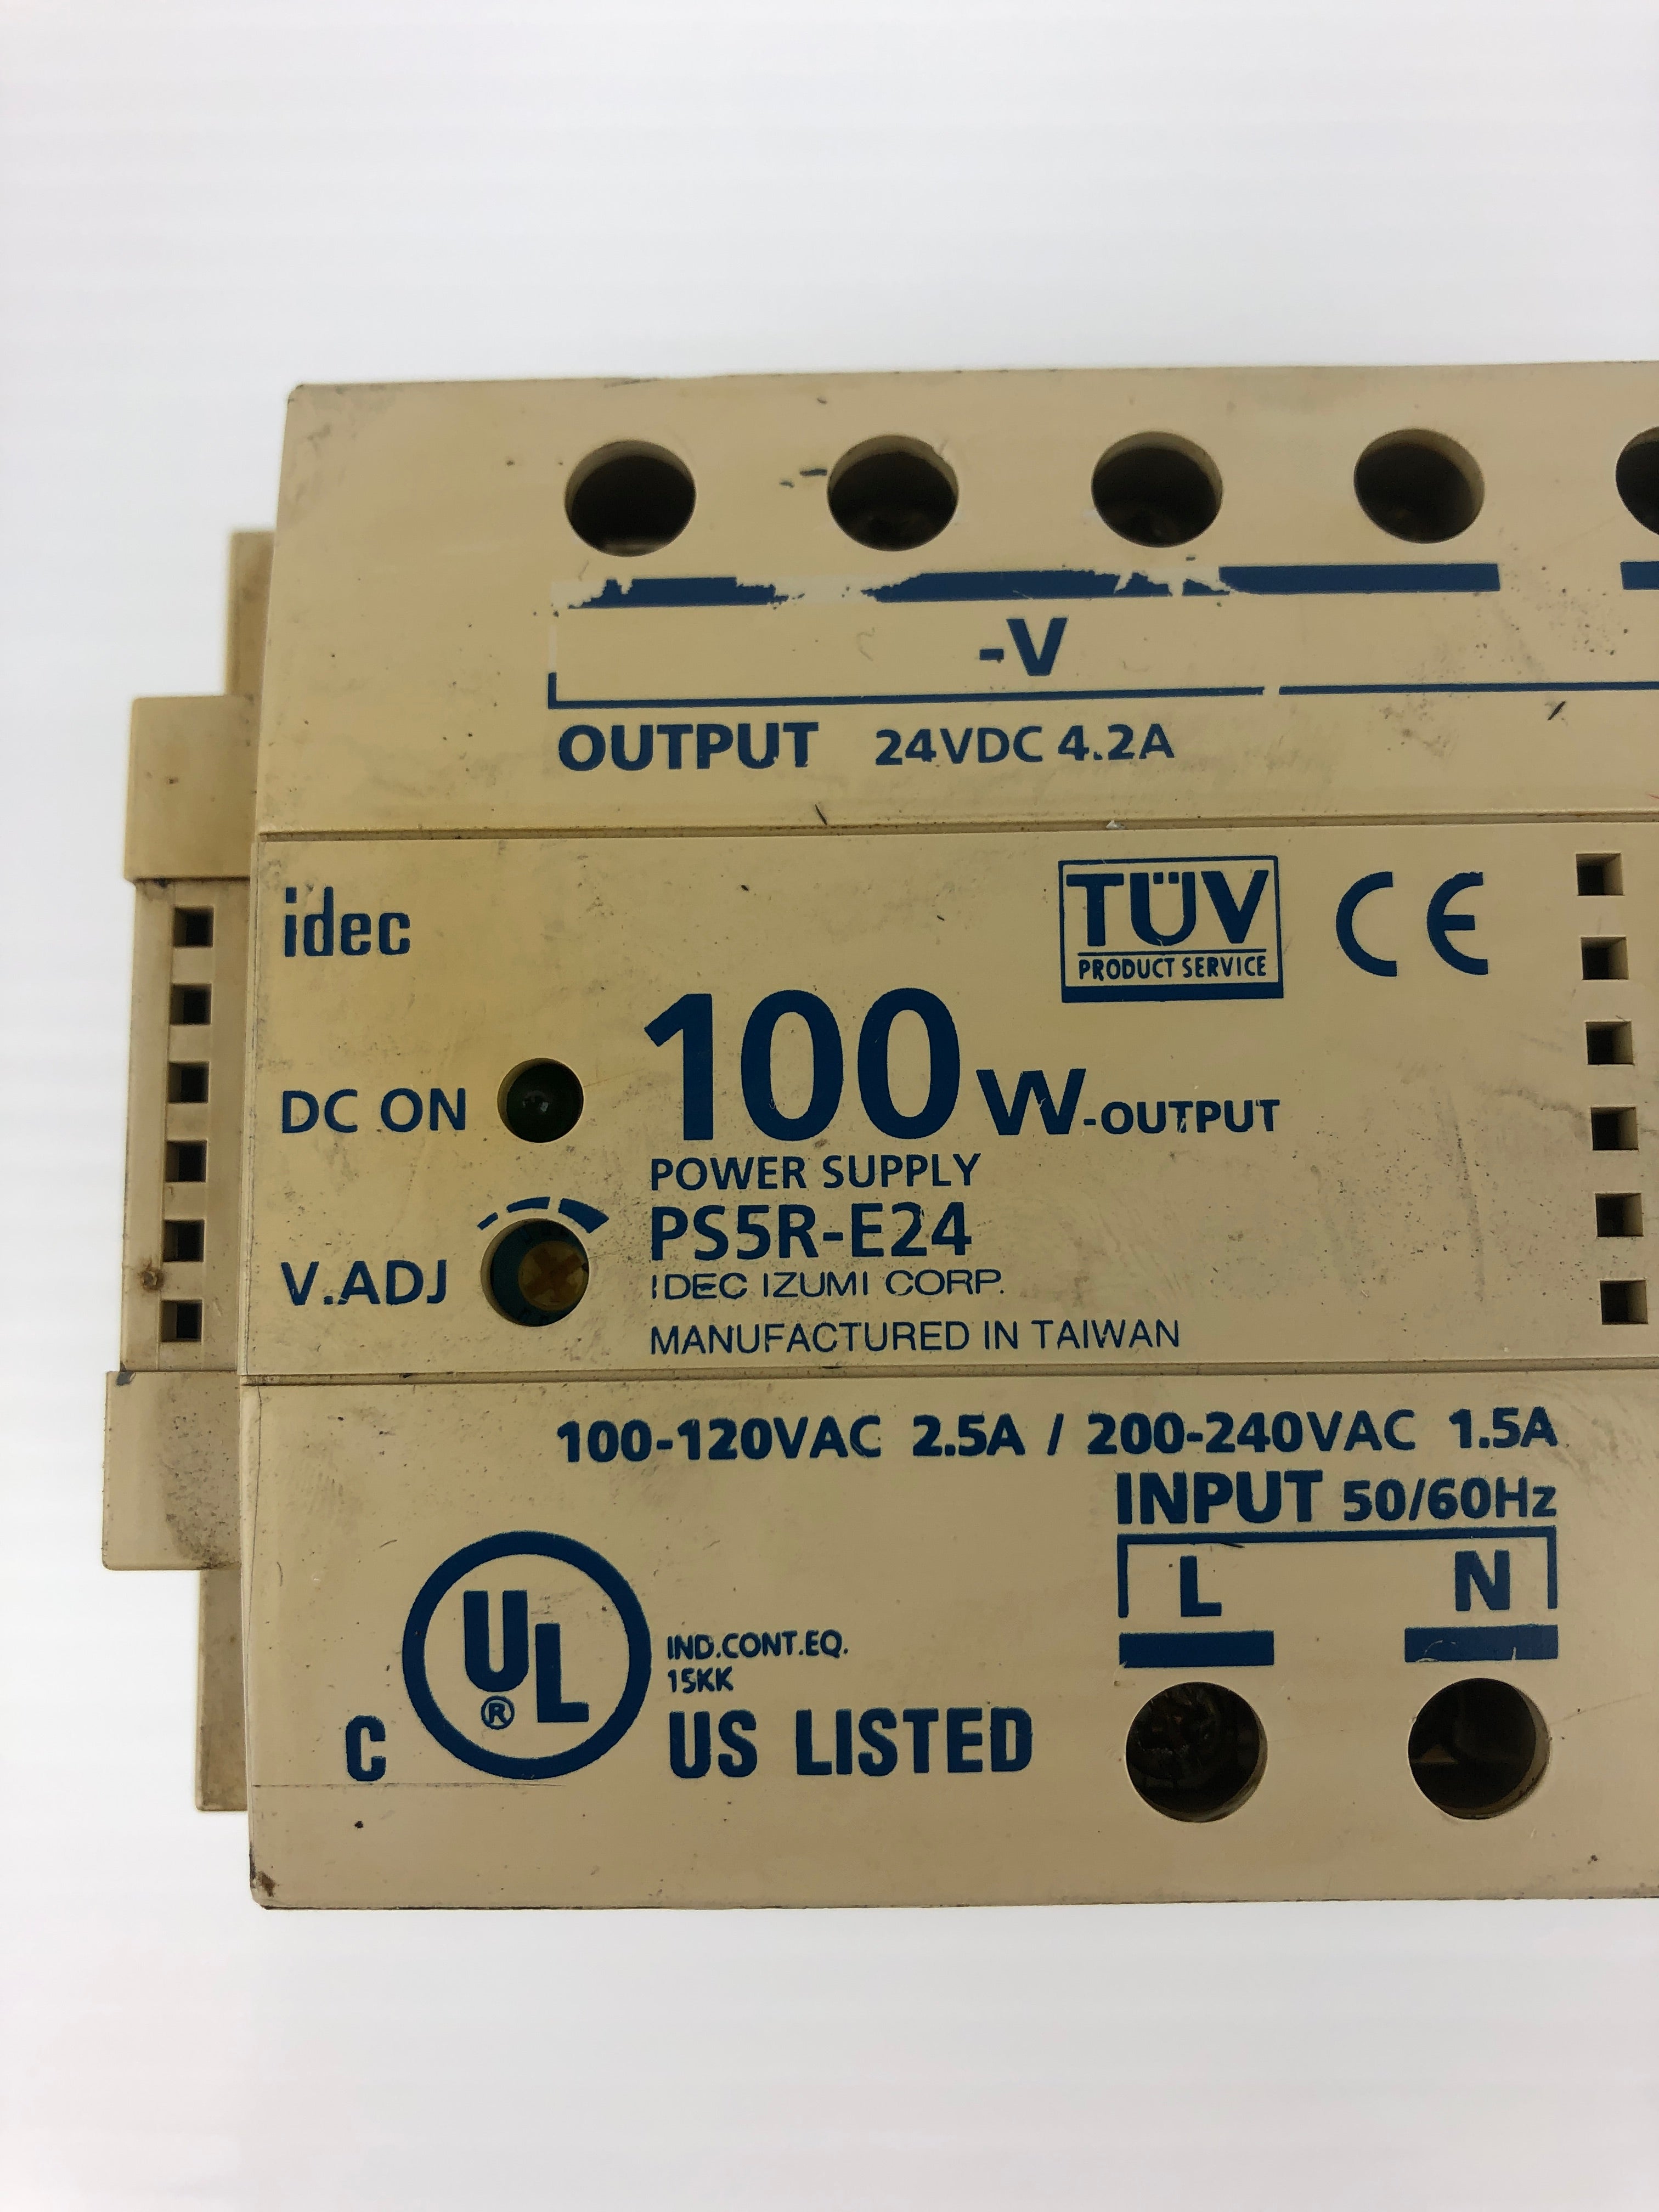 -V
OUTPUT 24VDC 4.2A
idec
TÜV
PRODUCT SERVICE
CE
100W-OUTPUT
DC ON
POWER SUPPLY
PS5R-E24
V.ADJ
IDEC IZUMI CORP.
MANUFACTURED IN TAIWAN
100-120VAC 2.5A / 200-240VAC 1.5A
INPUT 50/60Hz
L N
C UL ® IND.CONT.EQ.
15KK
US LISTED